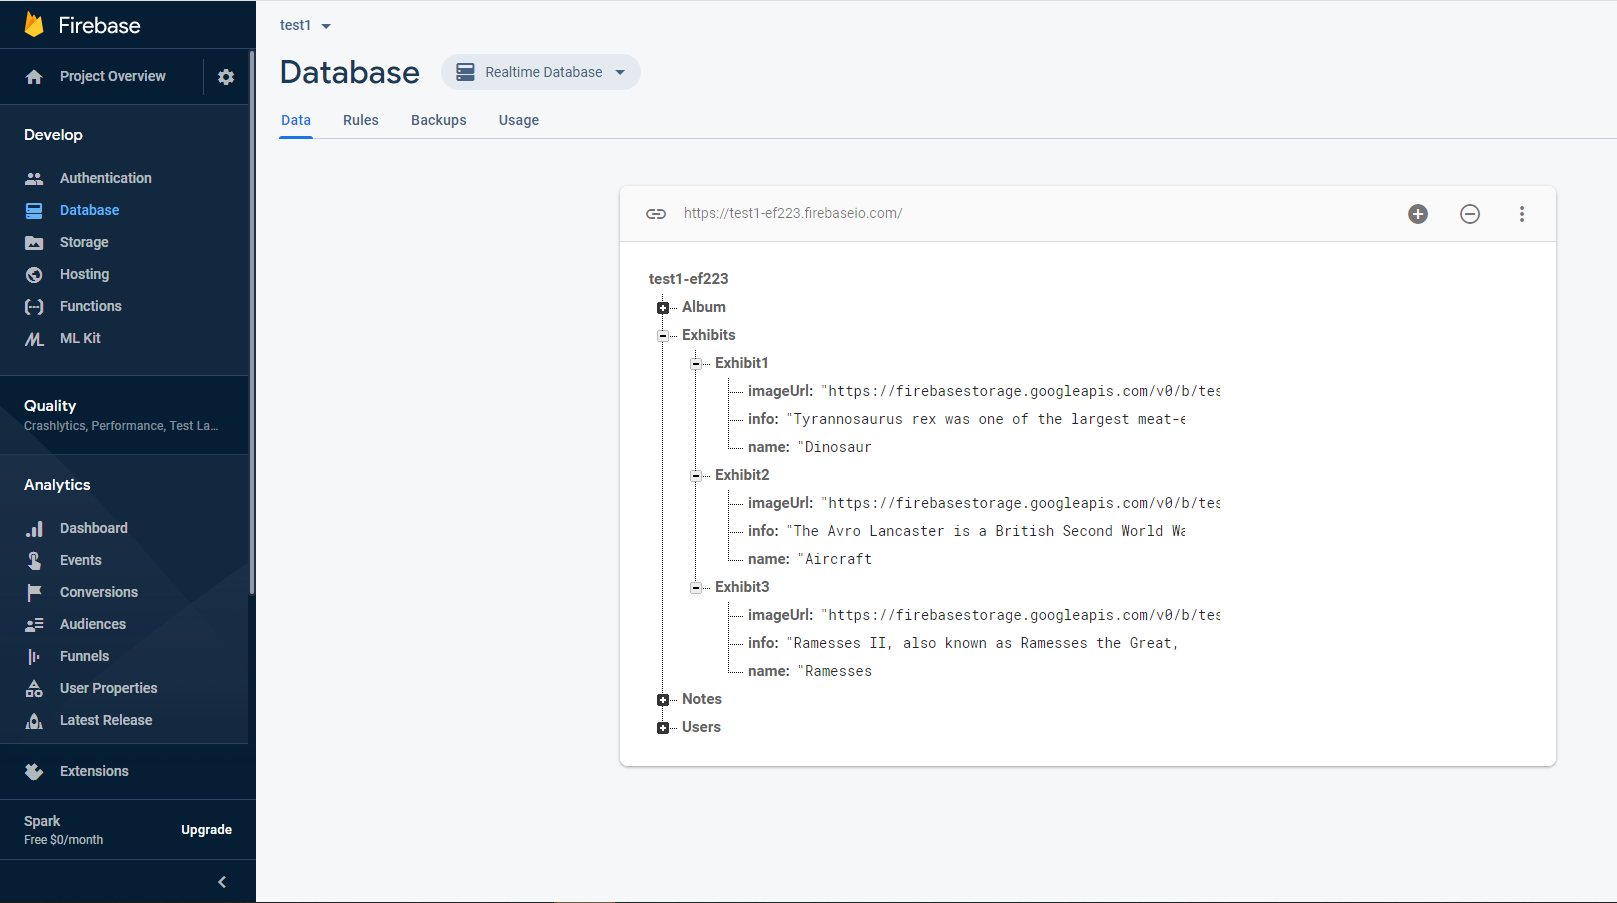 Firebase
Project Overview
Develop
Authentication
Database
Storage
Hosting
Functions
ML Kit
Quality
Crashlytics, Performance, Test La...
Analytics
Dashboard
Events
Conversions
Audiences
Funnels
User Properties
Latest Release
Extensions
Spark
Free $0/month
Upgrade
test1
Database
Realtime Database
Data
Rules
Backups
Usage
https://test1-ef223.firebaseio.com/
test1-ef223
Album
Exhibits
Exhibit1
imageUrl: "https://firebasestorage.googleapis.com/v0/b/tes
info: "Tyrannosaurus rex was one of the largest meat-e
name: "Dinosaur
Exhibit2
imageUrl: "https://firebasestorage.googleapis.com/v0/b/tes
info: "The Avro Lancaster is a British Second World Wa
name: "Aircraft
Exhibit3
imageUrl: "https://firebasestorage.googleapis.com/v0/b/tes
info: "Ramesses II, also known as Ramesses the Great,
name: "Ramesses
Notes
Users